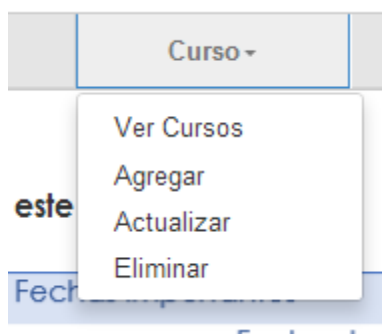 Curso
Ver Cursos
Agregar
este
Actualizar
Eliminar